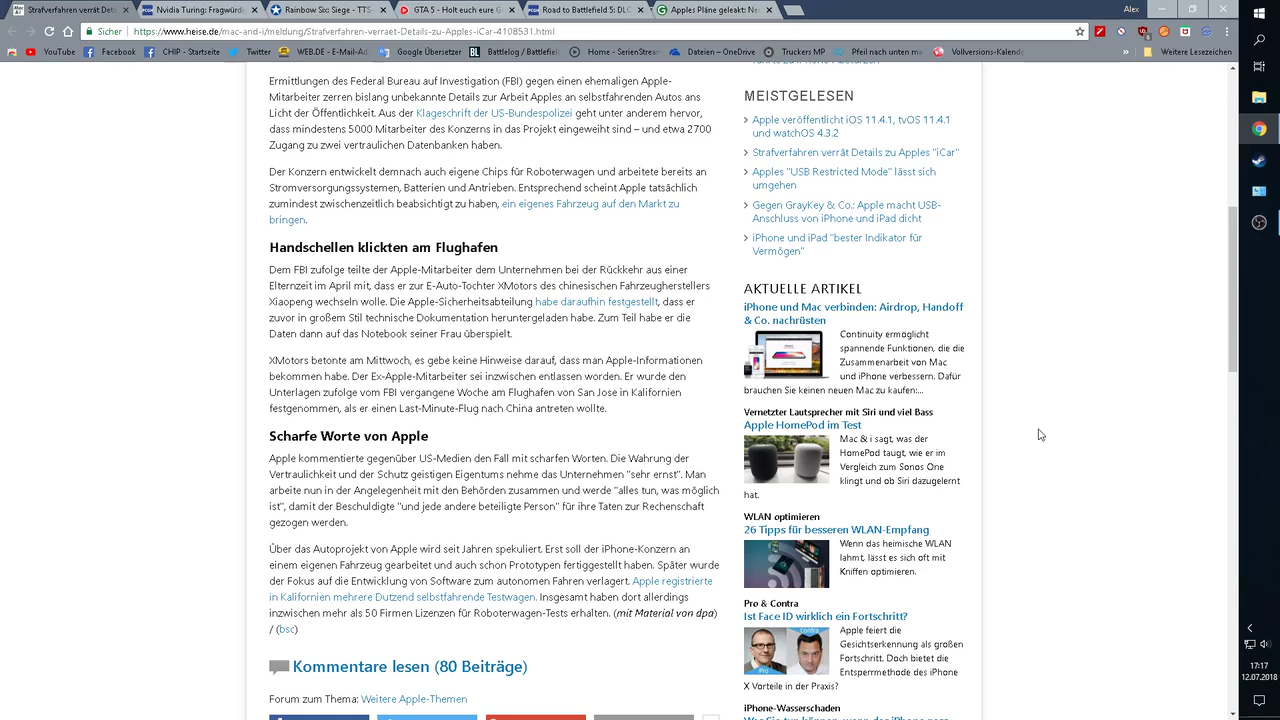 Strafverfahren verrät Det
Nvidia Turing: Fragwürd
Rainbow Six: Siege - TTS-
GTA 5 - Holt euch eure G
Road to Battlefield 5: DLC
Apples Pläne geleakt: Ne
Alex
Sicher
https://www.heise.de/mac-and-i/meldung/Strafverfahren-verraet-Details-zu-Apples-iCar-4108531.html
YouTube
Facebook
CHIP - Startseite
Twitter
WEB.DE - E-Mail-Ad
Google Übersetzer
Battlelog / Battlefiel
Home - SerienStream
Dateien – OneDrive
Truckers MP
Pfeil nach unten mar
Vollversions-Kalende
»
Weitere Lesezeichen
Ermittlungen des Federal Bureau auf Investigation (FBI) gegen einen ehemaligen Apple-
Mitarbeiter zerren bislang unbekannte Details zur Arbeit Apples an selbstfahrenden Autos ans
Licht der Öffentlichkeit. Aus der Klageschrift der US-Bundespolizei geht unter anderem hervor,
dass mindestens 5000 Mitarbeiter des Konzerns in das Projekt eingeweiht sind – und etwa 2700
Zugang zu zwei vertraulichen Datenbanken haben.
Der Konzern entwickelt demnach auch eigene Chips für Roboterwagen und arbeitete bereits an
Stromversorgungssystemen, Batterien und Antrieben. Entsprechend scheint Apple tatsächlich
zumindest zwischenzeitlich beabsichtigt zu haben, ein eigenes Fahrzeug auf den Markt zu
bringen.
Handschellen klickten am Flughafen
Dem FBI zufolge teilte der Apple-Mitarbeiter dem Unternehmen bei der Rückkehr aus einer
Elternzeit im April mit, dass er zur E-Auto-Tochter XMotors des chinesischen Fahrzeugherstellers
Xiaopeng wechseln wolle. Die Apple-Sicherheitsabteilung habe daraufhin festgestellt, dass er
zuvor in großem Stil technische Dokumentation heruntergeladen habe. Zum Teil habe er die
Daten dann auf das Notebook seiner Frau überspielt.
XMotors betonte am Mittwoch, es gebe keine Hinweise darauf, dass man Apple-Informationen
bekommen habe. Der Ex-Apple-Mitarbeiter sei inzwischen entlassen worden. Er wurde den
Unterlagen zufolge vom FBI vergangene Woche am Flughafen von San Jose in Kalifornien
festgenommen, als er einen Last-Minute-Flug nach China antreten wollte.
Scharfe Worte von Apple
Apple kommentierte gegenüber US-Medien den Fall mit scharfen Worten. Die Wahrung der
Vertraulichkeit und der Schutz geistigen Eigentums nehme das Unternehmen "sehr ernst". Man
arbeite nun in der Angelegenheit mit den Behörden zusammen und werde "alles tun, was möglich
ist", damit der Beschuldigte "und jede andere beteiligte Person" für ihre Taten zur Rechenschaft
gezogen werden.
Über das Autoprojekt von Apple wird seit Jahren spekuliert. Erst soll der iPhone-Konzern an
einem eigenen Fahrzeug gearbeitet und auch schon Prototypen fertiggestellt haben. Später wurde
der Fokus auf die Entwicklung von Software zum autonomen Fahren verlagert. Apple registrierte
in Kalifornien mehrere Dutzend selbstfahrende Testwagen. Insgesamt haben dort allerdings
inzwischen mehr als 50 Firmen Lizenzen für Roboterwagen-Tests erhalten. (mit Material von dpa)
/ (bsc)
Kommentare lesen (80 Beiträge)
Forum zum Thema: Weitere Apple-Themen
MEISTGELESEN
Apple veröffentlicht iOS 11.4.1, tvOS 11.4.1
und watchOS 4.3.2
Strafverfahren verrät Details zu Apples "iCar"
Apples "USB Restricted Mode" lässt sich
umgehen
Gegen GrayKey & Co.: Apple macht USB-
Anschluss von iPhone und iPad dicht
iPhone und iPad "bester Indikator für
Vermögen"
AKTUELLE ARTIKEL
iPhone und Mac verbinden: Airdrop, Handoff
& Co. nachrüsten
Continuity ermöglicht
spannende Funktionen, die die
Zusammenarbeit von Mac
und iPhone verbessern. Dafür
brauchen Sie keinen neuen Mac zu kaufen:...
Vernetzter Lautsprecher mit Siri und viel Bass
Apple HomePod im Test
Mac & i sagt, was der
HomePod taugt, wie er im
Vergleich zum Sonos One
klingt und ob Siri dazugelernt
hat.
WLAN optimieren
26 Tipps für besseren WLAN-Empfang
Wenn das heimische WLAN
lahmt, lässt es sich oft mit
Kniffen optimieren.
Pro & Contra
Ist Face ID wirklich ein Fortschritt?
Pro
Contra
Apple feiert die
Gesichtserkennung als großen
Fortschritt. Doch bietet die
Entsperrmethode des iPhone
X Vorteile in der Praxis?
iPhone-Wasserschaden
17:17
12.07.2018